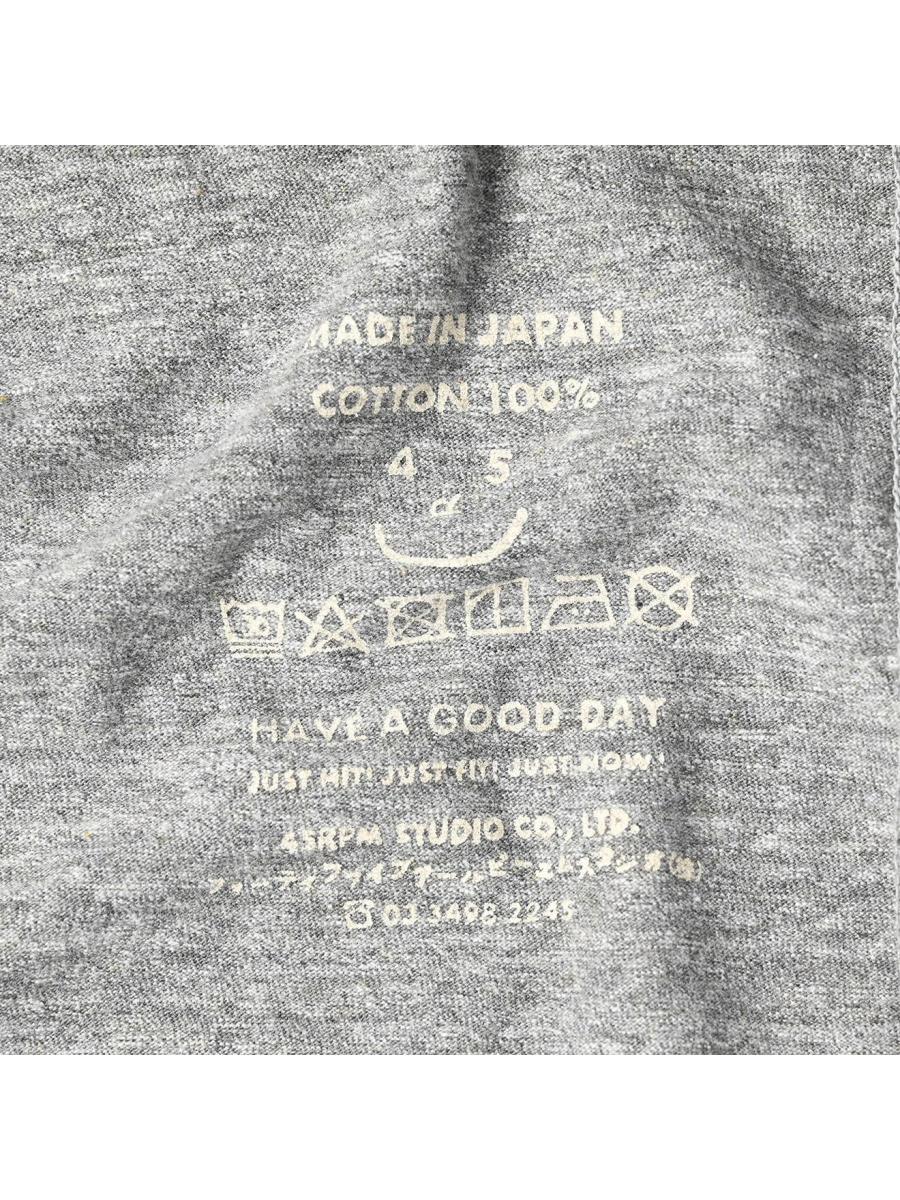 MADE IN JAPAN
COTTON 100%
4 5
R
HAVE A GOOD DAY
JUST HIT! JUST FIT! JUST NOW!
45RPM STUDIO CO., LTD.
フォーティファイブアールピーエムスタジオ(株)
03 3498 2245